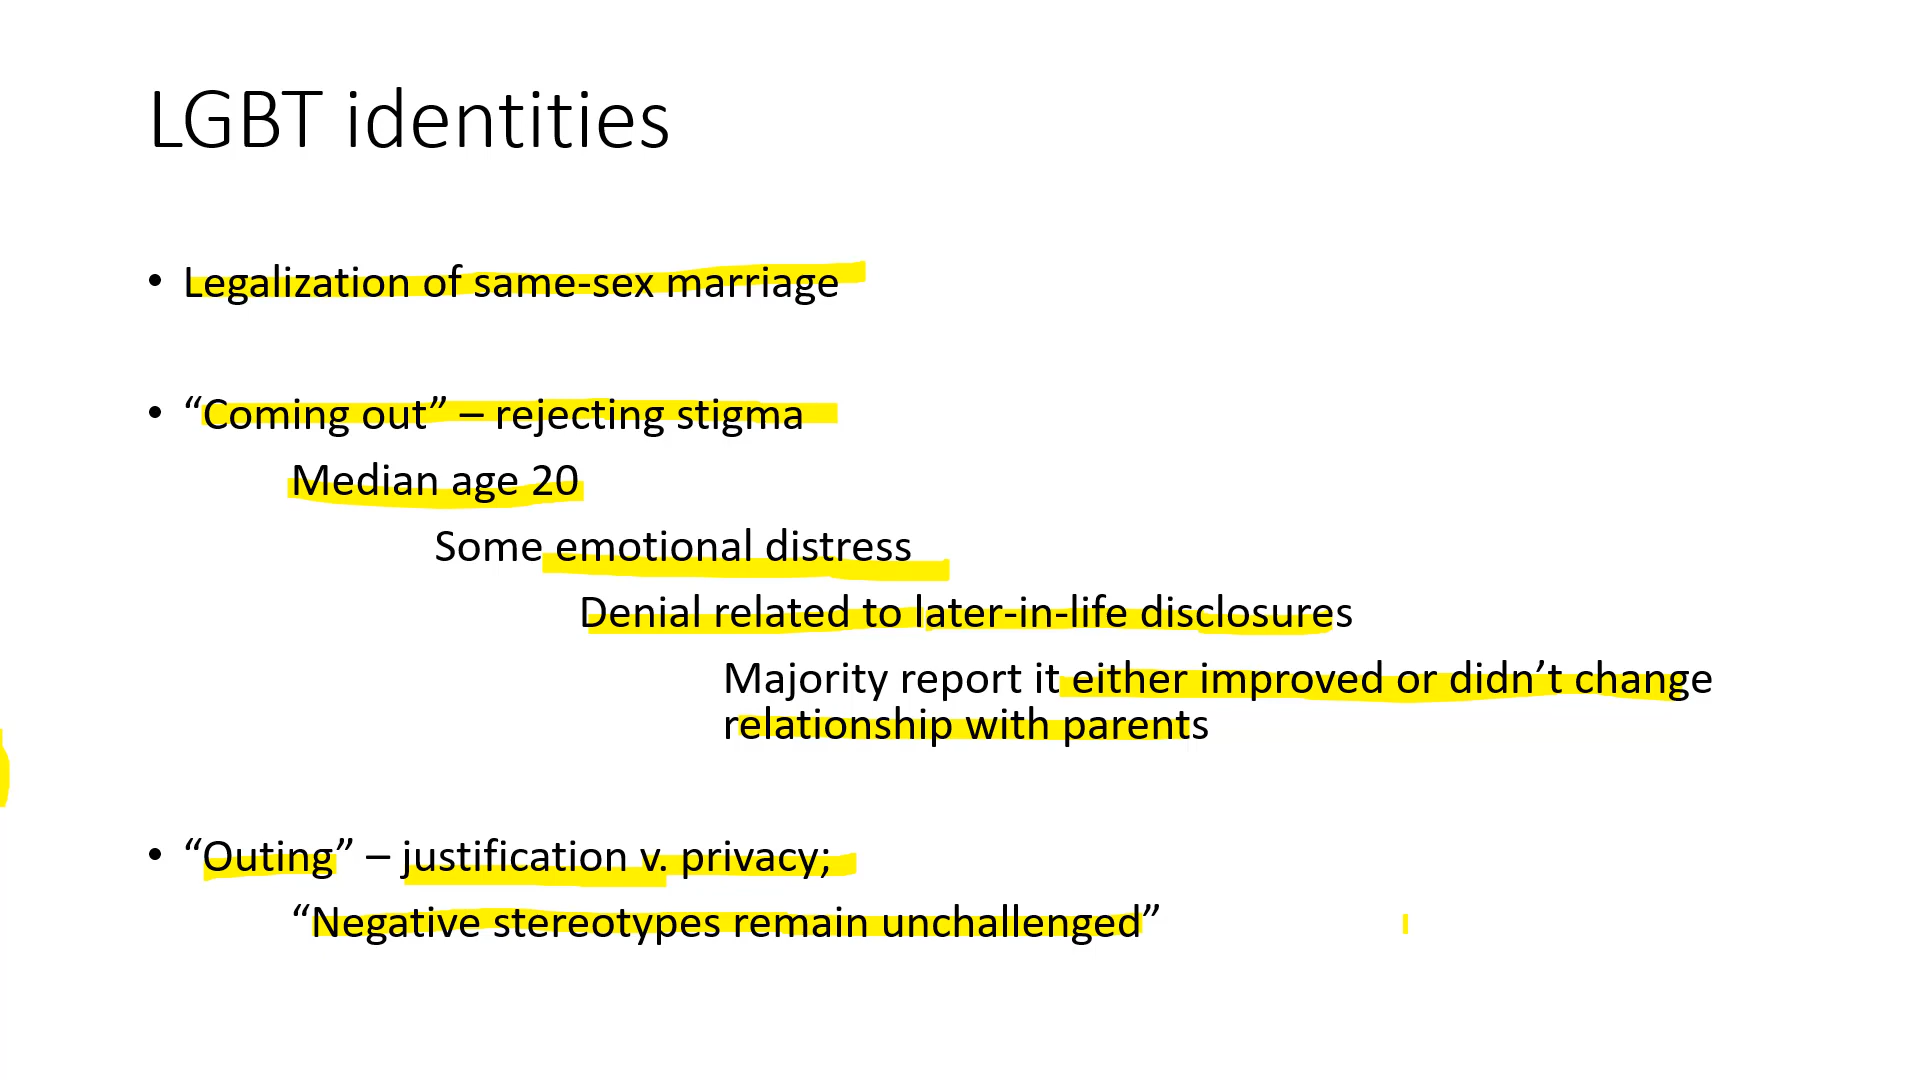 LGBT identities
• Legalization of same-sex marriage
• “Coming out” – rejecting stigma
Median age 20
Some emotional distress
Denial related to later-in-life disclosures
Majority report it either improved or didn’t change
relationship with parents
• “Outing” – justification v. privacy;
“Negative stereotypes remain unchallenged”